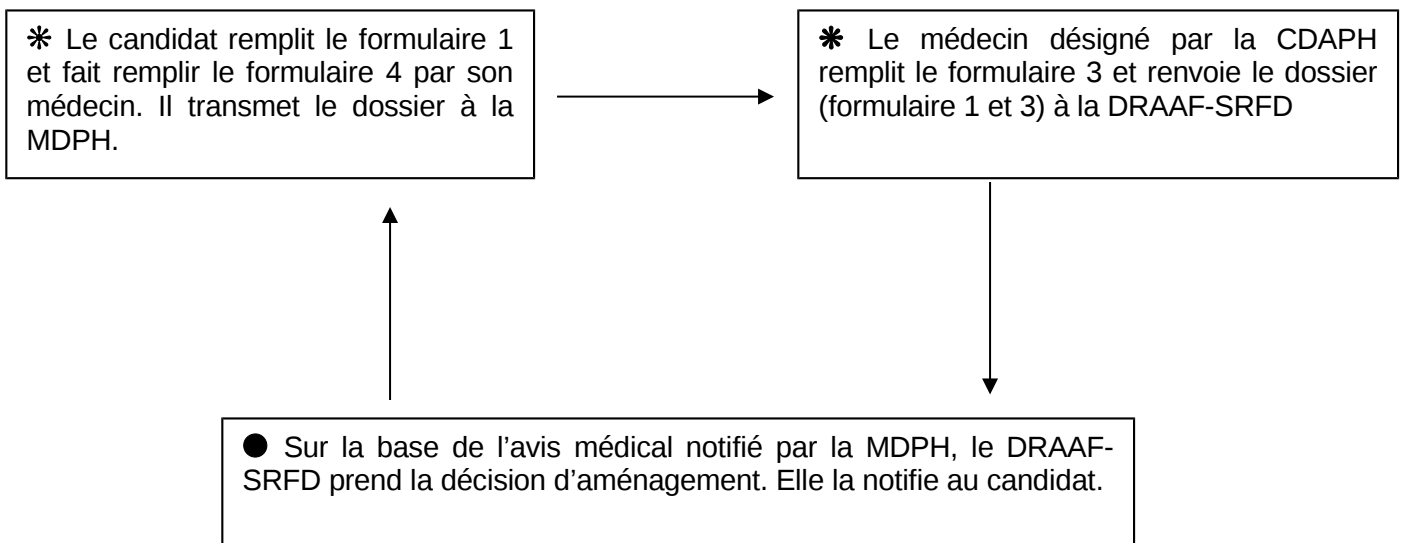 ❋ Le candidat remplit le formulaire 1
et fait remplir le formulaire 4 par son
médecin. Il transmet le dossier à la
MDPH.
❋ Le médecin désigné par la CDAPH
remplit le formulaire 3 et renvoie le dossier
(formulaire 1 et 3) à la DRAAF-SRFD
● Sur la base de l’avis médical notifié par la MDPH, le DRAAF-
SRFD prend la décision d’aménagement. Elle la notifie au candidat.